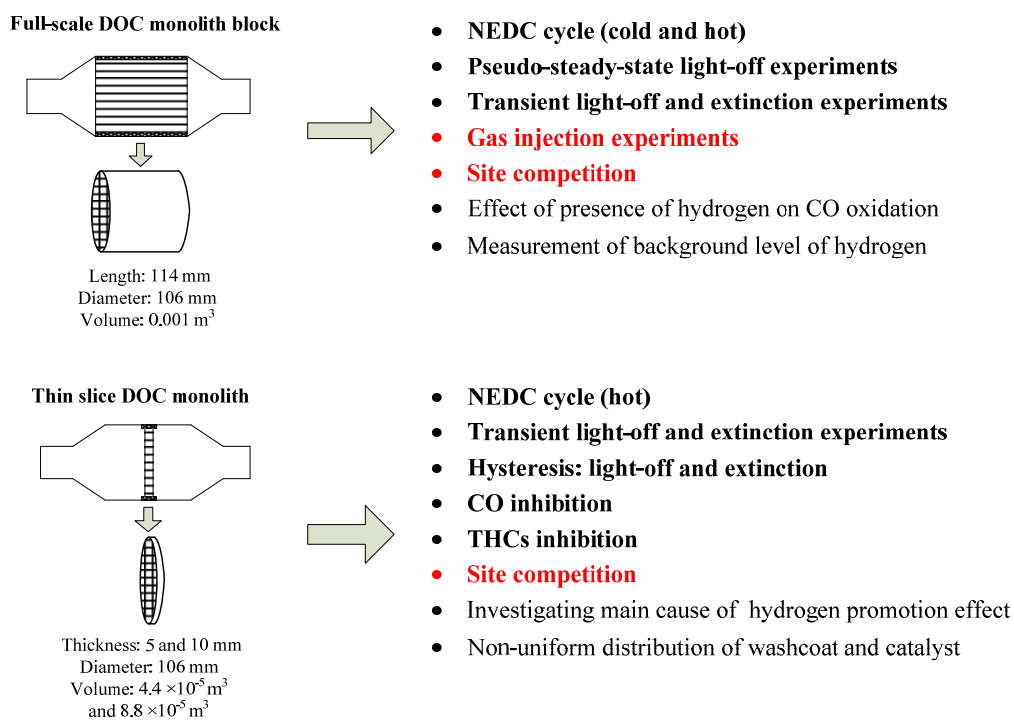 Full-scale DOC monolith block
Length: 114 mm
Diameter: 106 mm
Volume: 0.001 m³
• NEDC cycle (cold and hot)
• Pseudo-steady-state light-off experiments
• Transient light-off and extinction experiments
• Gas injection experiments
• Site competition
• Effect of presence of hydrogen on CO oxidation
• Measurement of background level of hydrogen
Thin slice DOC monolith
Thickness: 5 and 10 mm
Diameter: 106 mm
Volume: 4.4 ×10⁻⁵ m³
and 8.8 ×10⁻⁵ m³
• NEDC cycle (hot)
• Transient light-off and extinction experiments
• Hysteresis: light-off and extinction
• CO inhibition
• THCs inhibition
• Site competition
• Investigating main cause of hydrogen promotion effect
• Non-uniform distribution of washcoat and catalyst